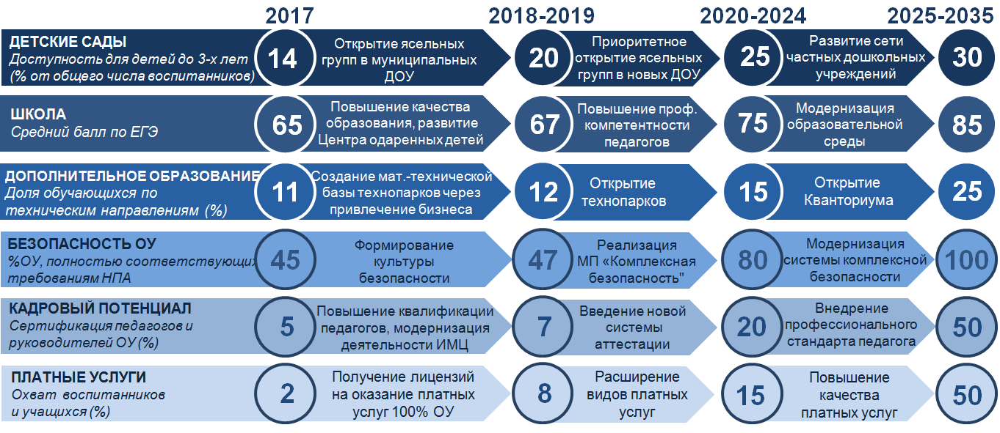 2017
2018-2019
2020-2024
2025-2035
ДЕТСКИЕ САДЫ
Доступность для детей до 3-х лет
(% от общего числа воспитанников)
14
Открытие ясельных
групп в муниципальных
ДОУ
20
Приоритетное
открытие ясельных
групп в новых ДОУ
25
Развитие сети
частных дошкольных
учреждений
30
ШКОЛА
Средний балл по ЕГЭ
65
Повышение качества
образования, развитие
Центра одаренных детей
67
Повышение проф.
компетентности
педагогов
75
Модернизация
образовательной
среды
85
ДОПОЛНИТЕЛЬНОЕ ОБРАЗОВАНИЕ
Доля обучающихся по
техническим направлениям (%)
11
Создание мат.-технической
базы технопарков через
привлечение бизнеса
12
Открытие
технопарков
15
Открытие
Кванториума
25
БЕЗОПАСНОСТЬ ОУ
%ОУ, полностью соответствующих
требованиям НПА
45
Формирование
культуры
безопасности
47
Реализация
МП «Комплексная
безопасность"
80
Модернизация
системы комплексной
безопасности
100
КАДРОВЫЙ ПОТЕНЦИАЛ
Сертификация педагогов и
руководителей ОУ (%)
5
Повышение квалификации
педагогов, модернизация
деятельности ИМЦ
7
Введение новой
системы
аттестации
20
Внедрение
профессионального
стандарта педагога
50
ПЛАТНЫЕ УСЛУГИ
Охват воспитанников
и учащихся (%)
2
Получение лицензий
на оказание платных
услуг 100% ОУ
8
Расширение
видов платных
услуг
15
Повышение
качества
платных услуг
50